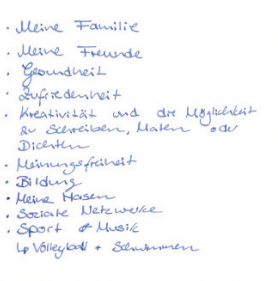 · Meine Familie
· Meine Freunde
· Gesundheit
· Zufriedenheit
· Kreativität und die Möglichkeit
zu Schreiben, Malen oder
Dichten
· Meinungsfreiheit
· Bildung
· Meine Hasen
· Soziale Netzwerke
· Sport + Musik
↳ Volleyball + Schwimmen